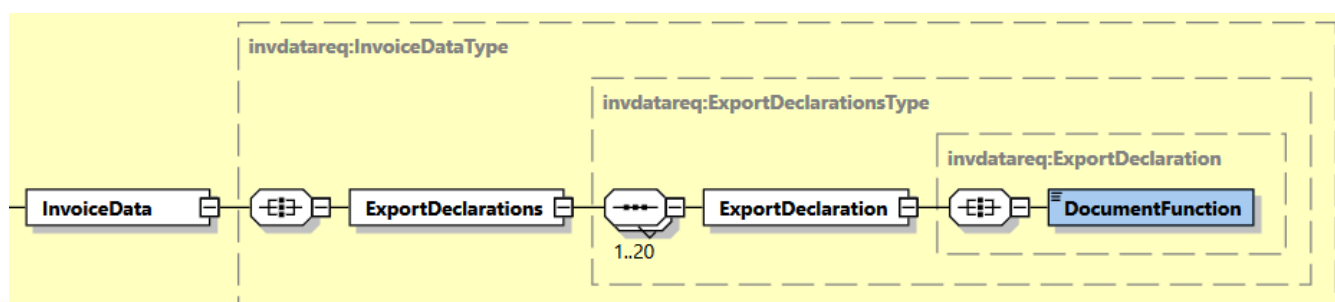 invdatareq:InvoiceDataType
invdatareq:ExportDeclarationsType
invdatareq:ExportDeclaration
InvoiceData
ExportDeclarations
ExportDeclaration
DocumentFunction
1..20